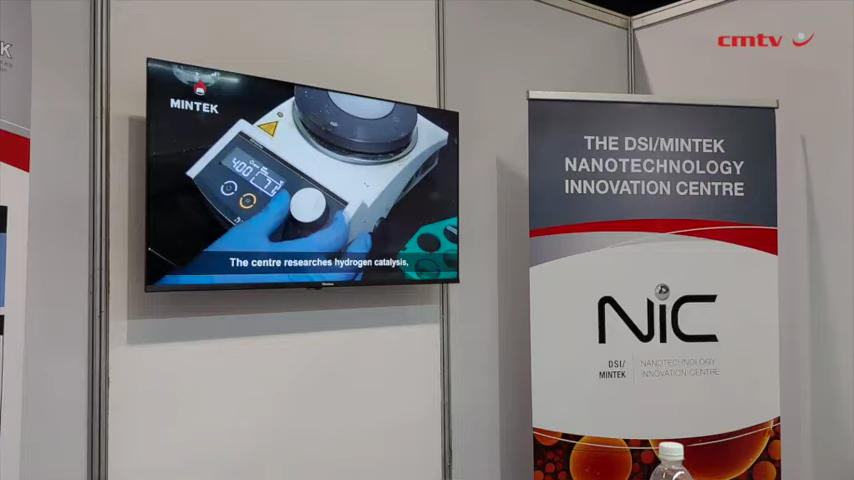 cmtv
MINTEK
The centre researches hydrogen catalysis,
Hisense
THE DSI/MINTEK
NANOTECHNOLOGY
INNOVATION CENTRE
NiC
DSI/
MINTEK
NANOTECHNOLOGY
INNOVATION CENTRE